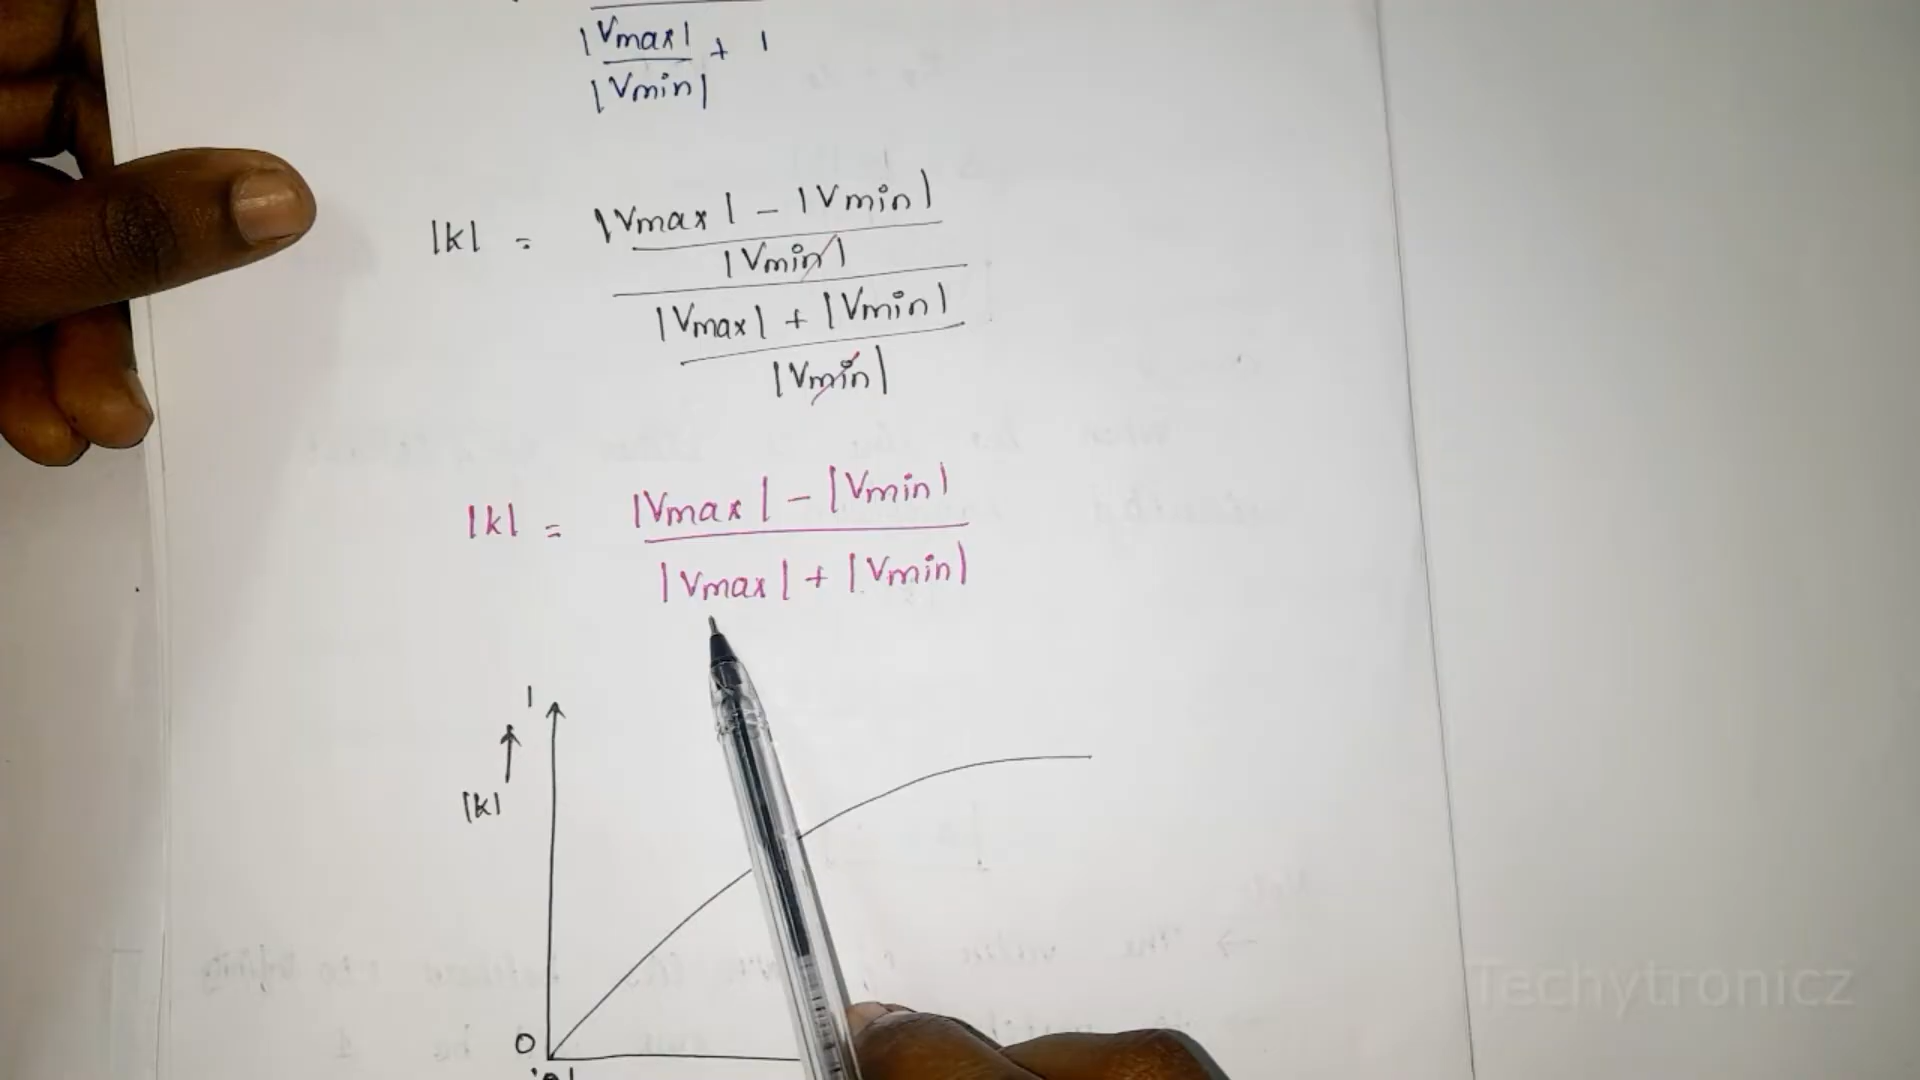 |Vmax| + 1
|Vmin|
|k| = |Vmax| - |Vmin|
|Vmin|
|Vmax| + |Vmin|
|Vmin|
|k| = |Vmax| - |Vmin|
|Vmax| + |Vmin|
1
|k|
0
Techytronicz